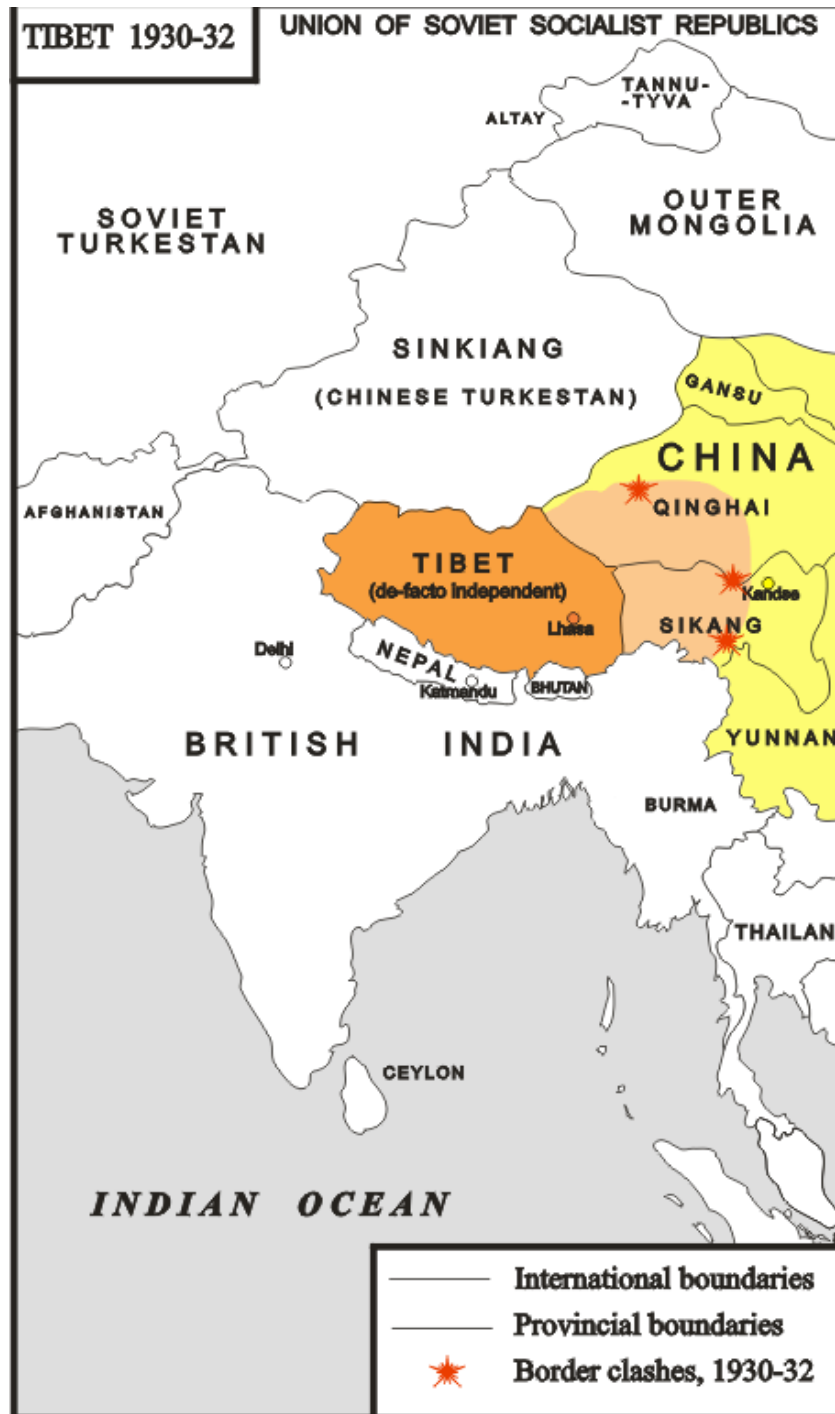 TIBET 1930-32
UNION OF SOVIET SOCIALIST REPUBLICS
TANNU-
-TYVA
ALTAY
OUTER
MONGOLIA
SOVIET
TURKESTAN
SINKIANG
(CHINESE TURKESTAN)
GANSU
CHINA
QINGHAI
AFGHANISTAN
TIBET
(de-facto Independent)
Kandse
Lhasa
SIKANG
Delhi
NEPAL
Katmandu
BHUTAN
BRITISH INDIA
YUNNAN
BURMA
THAILAN
CEYLON
INDIAN OCEAN
International boundaries
Provincial boundaries
Border clashes, 1930-32